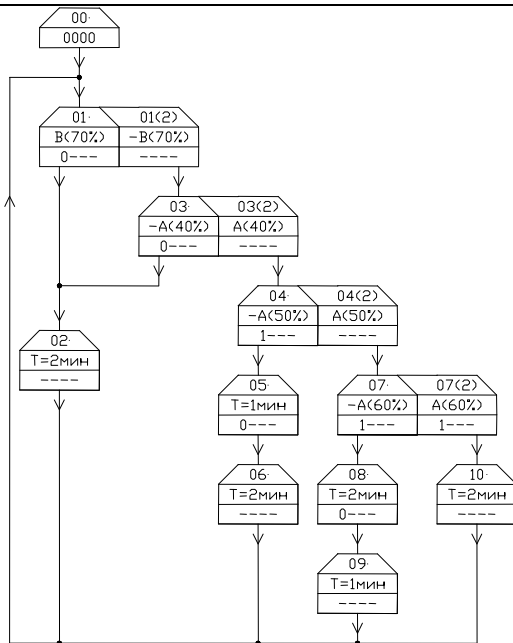 00·
0000
01· 01(2)
B(70%) -B(70%)
0--- ----
03· 03(2)
-A(40%) A(40%)
0--- ----
04· 04(2)
-A(50%) A(50%)
1--- ----
02·
T=2мин
----
05·
T=1мин
0---
07· 07(2)
-A(60%) A(60%)
1--- 1---
06·
T=2мин
----
08·
T=2мин
0---
10·
T=2мин
----
09·
T=1мин
----